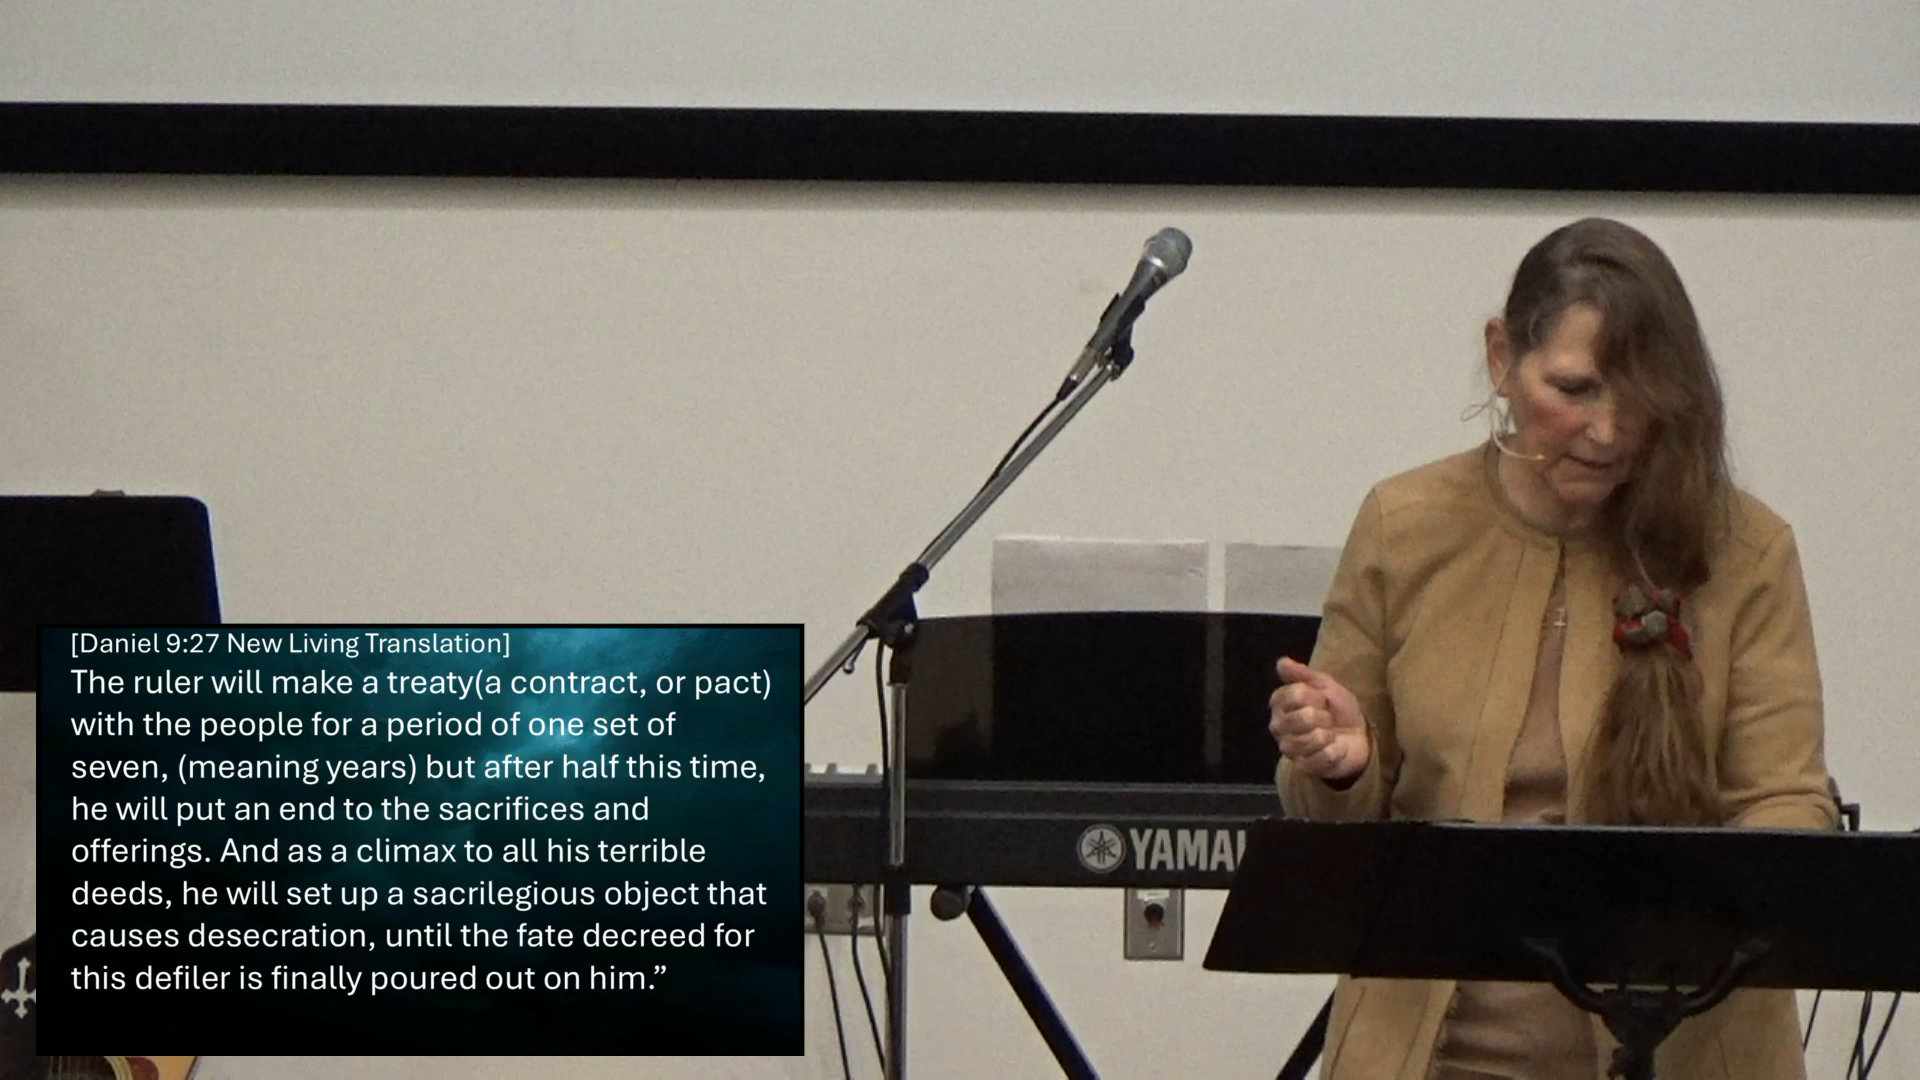 [Daniel 9:27 New Living Translation]
The ruler will make a treaty(a contract, or pact)
with the people for a period of one set of
seven, (meaning years) but after half this time,
he will put an end to the sacrifices and
offerings. And as a climax to all his terrible
deeds, he will set up a sacrilegious object that
causes desecration, until the fate decreed for
this defiler is finally poured out on him.”
YAMA